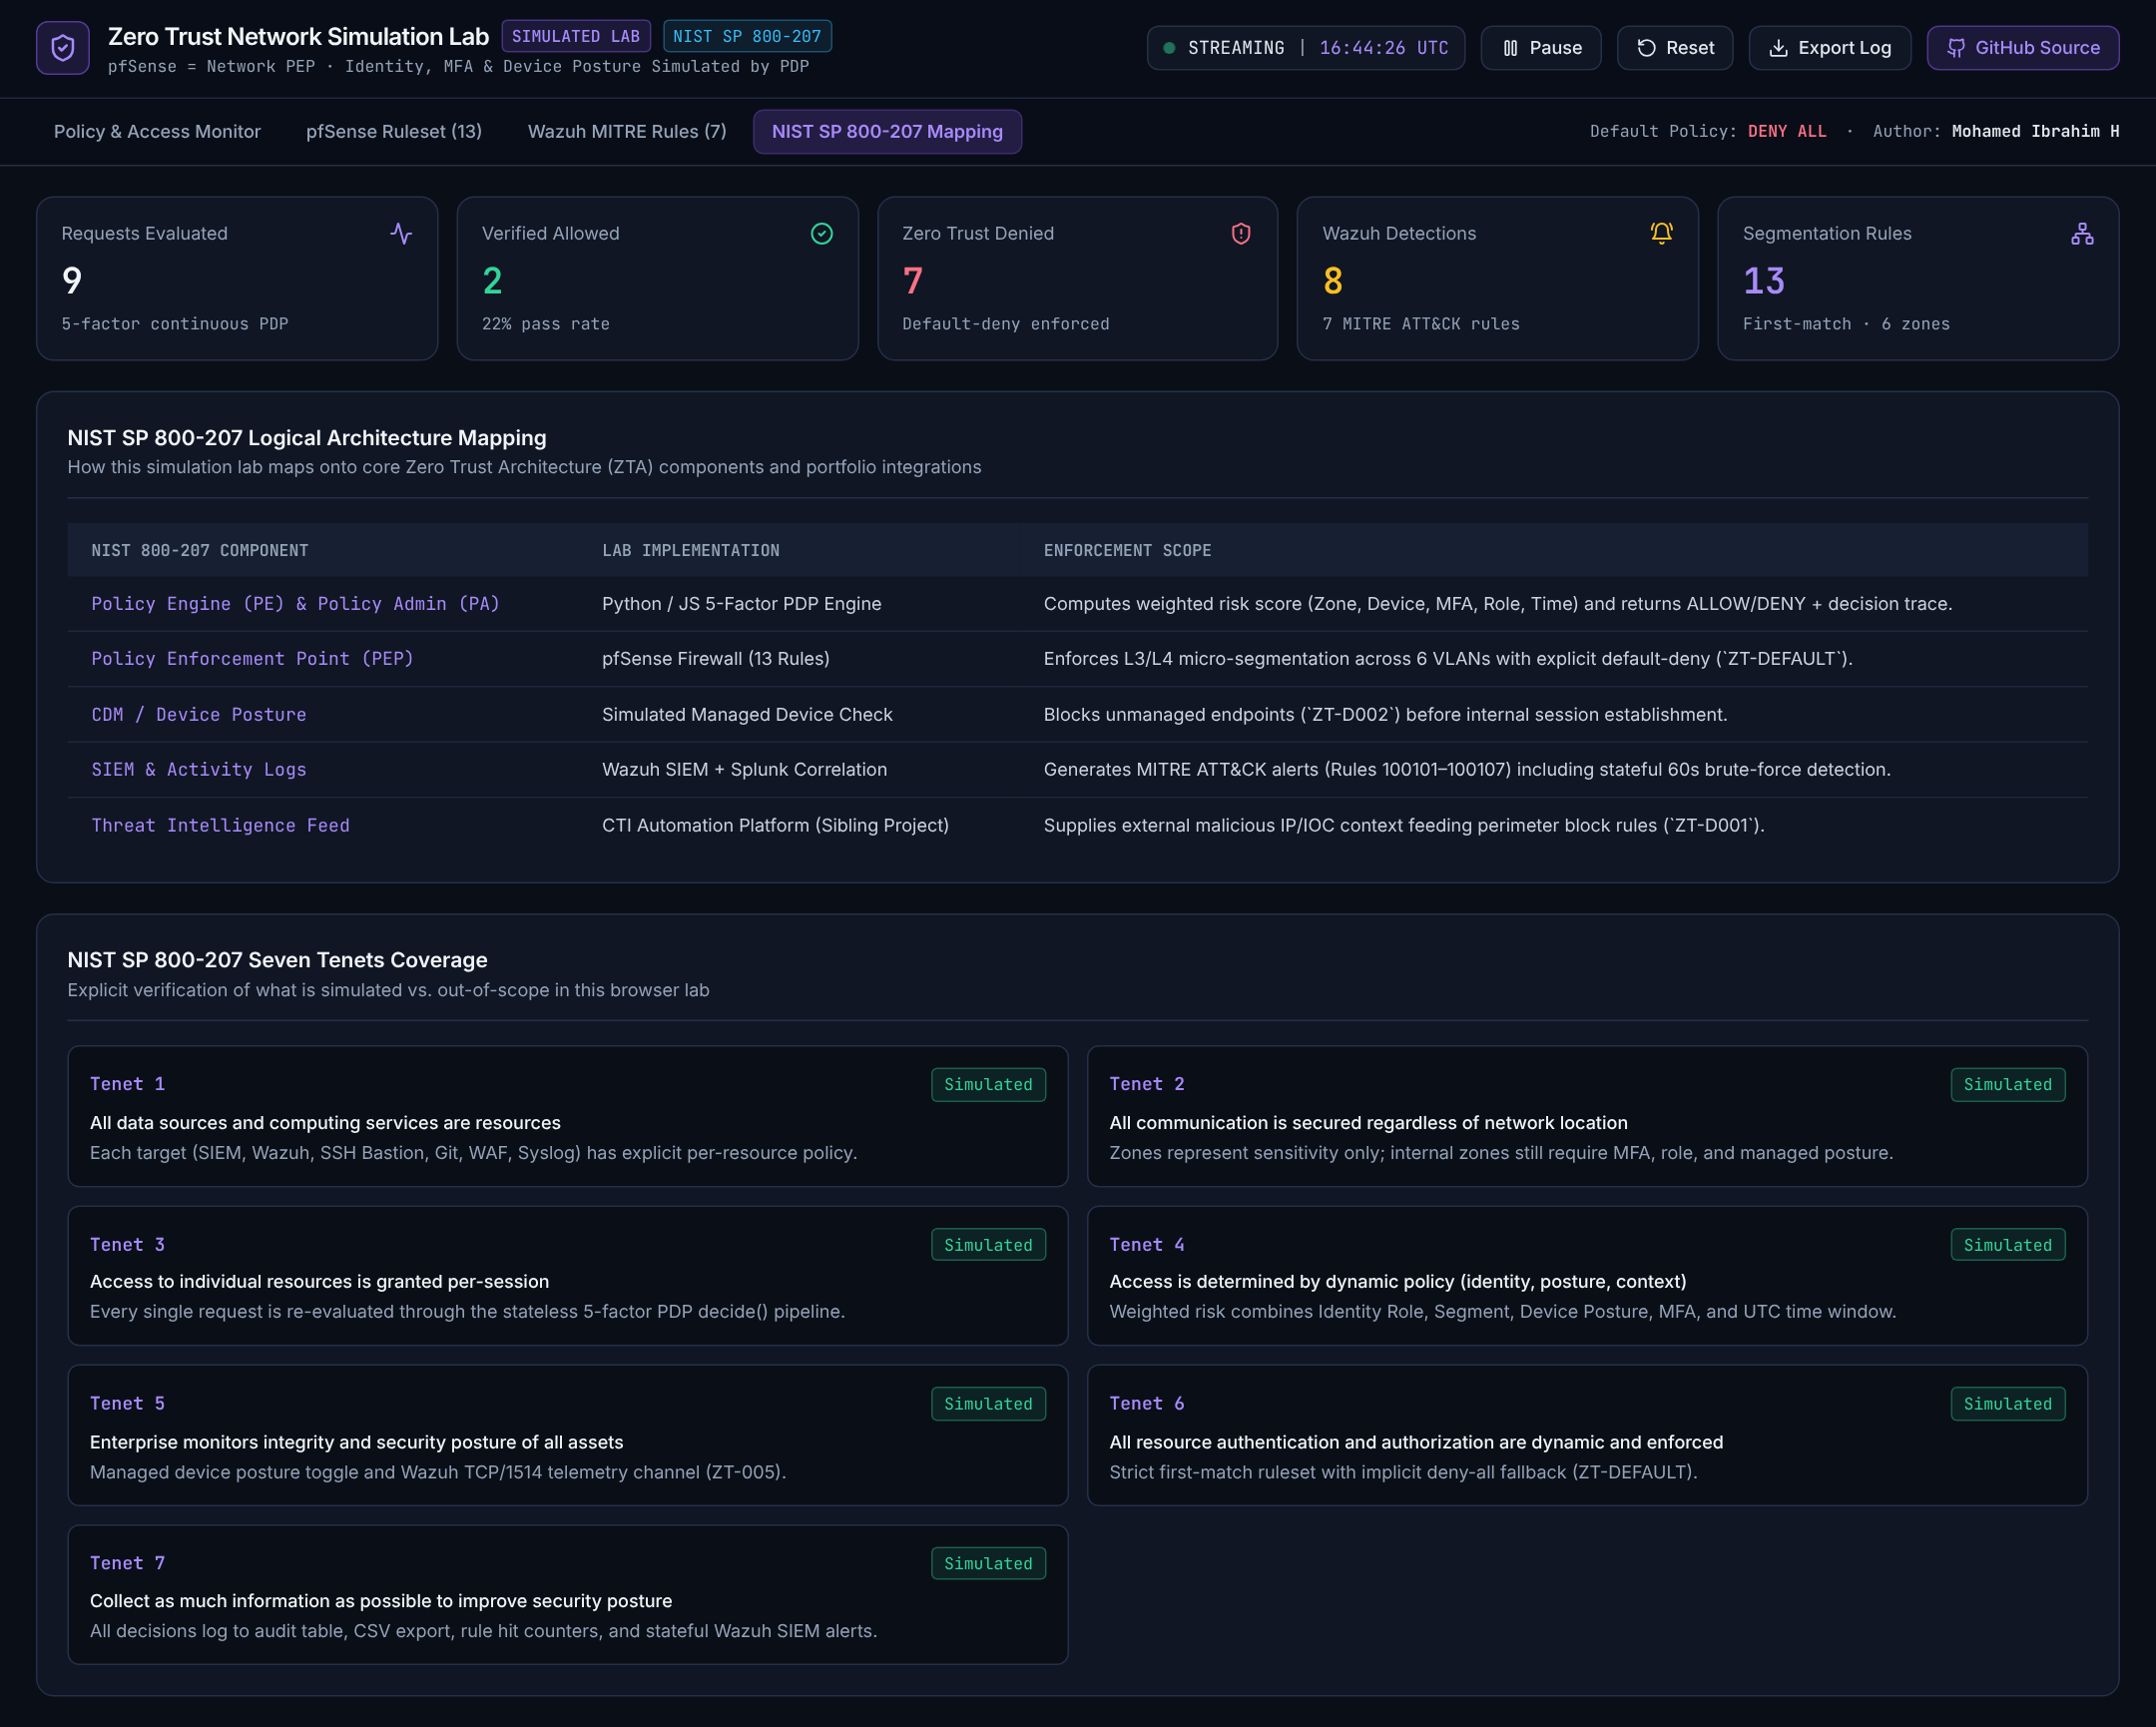 Zero Trust Network Simulation Lab SIMULATED LAB NIST SP 800-207
pfSense = Network PEP · Identity, MFA & Device Posture Simulated by PDP
STREAMING | 16:44:26 UTC Pause Reset Export Log GitHub Source
Policy & Access Monitor pfSense Ruleset (13) Wazuh MITRE Rules (7) NIST SP 800-207 Mapping
Default Policy: DENY ALL · Author: Mohamed Ibrahim H
Requests Evaluated
9
5-factor continuous PDP
Verified Allowed
2
22% pass rate
Zero Trust Denied
7
Default-deny enforced
Wazuh Detections
8
7 MITRE ATT&CK rules
Segmentation Rules
13
First-match · 6 zones
NIST SP 800-207 Logical Architecture Mapping
How this simulation lab maps onto core Zero Trust Architecture (ZTA) components and portfolio integrations
NIST 800-207 COMPONENT LAB IMPLEMENTATION ENFORCEMENT SCOPE
Policy Engine (PE) & Policy Admin (PA) Python / JS 5-Factor PDP Engine Computes weighted risk score (Zone, Device, MFA, Role, Time) and returns ALLOW/DENY + decision trace.
Policy Enforcement Point (PEP) pfSense Firewall (13 Rules) Enforces L3/L4 micro-segmentation across 6 VLANs with explicit default-deny (`ZT-DEFAULT`).
CDM / Device Posture Simulated Managed Device Check Blocks unmanaged endpoints (`ZT-D002`) before internal session establishment.
SIEM & Activity Logs Wazuh SIEM + Splunk Correlation Generates MITRE ATT&CK alerts (Rules 100101–100107) including stateful 60s brute-force detection.
Threat Intelligence Feed CTI Automation Platform (Sibling Project) Supplies external malicious IP/IOC context feeding perimeter block rules (`ZT-D001`).
NIST SP 800-207 Seven Tenets Coverage
Explicit verification of what is simulated vs. out-of-scope in this browser lab
Tenet 1 Simulated
All data sources and computing services are resources
Each target (SIEM, Wazuh, SSH Bastion, Git, WAF, Syslog) has explicit per-resource policy.
Tenet 2 Simulated
All communication is secured regardless of network location
Zones represent sensitivity only; internal zones still require MFA, role, and managed posture.
Tenet 3 Simulated
Access to individual resources is granted per-session
Every single request is re-evaluated through the stateless 5-factor PDP decide() pipeline.
Tenet 4 Simulated
Access is determined by dynamic policy (identity, posture, context)
Weighted risk combines Identity Role, Segment, Device Posture, MFA, and UTC time window.
Tenet 5 Simulated
Enterprise monitors integrity and security posture of all assets
Managed device posture toggle and Wazuh TCP/1514 telemetry channel (ZT-005).
Tenet 6 Simulated
All resource authentication and authorization are dynamic and enforced
Strict first-match ruleset with implicit deny-all fallback (ZT-DEFAULT).
Tenet 7 Simulated
Collect as much information as possible to improve security posture
All decisions log to audit table, CSV export, rule hit counters, and stateful Wazuh SIEM alerts.